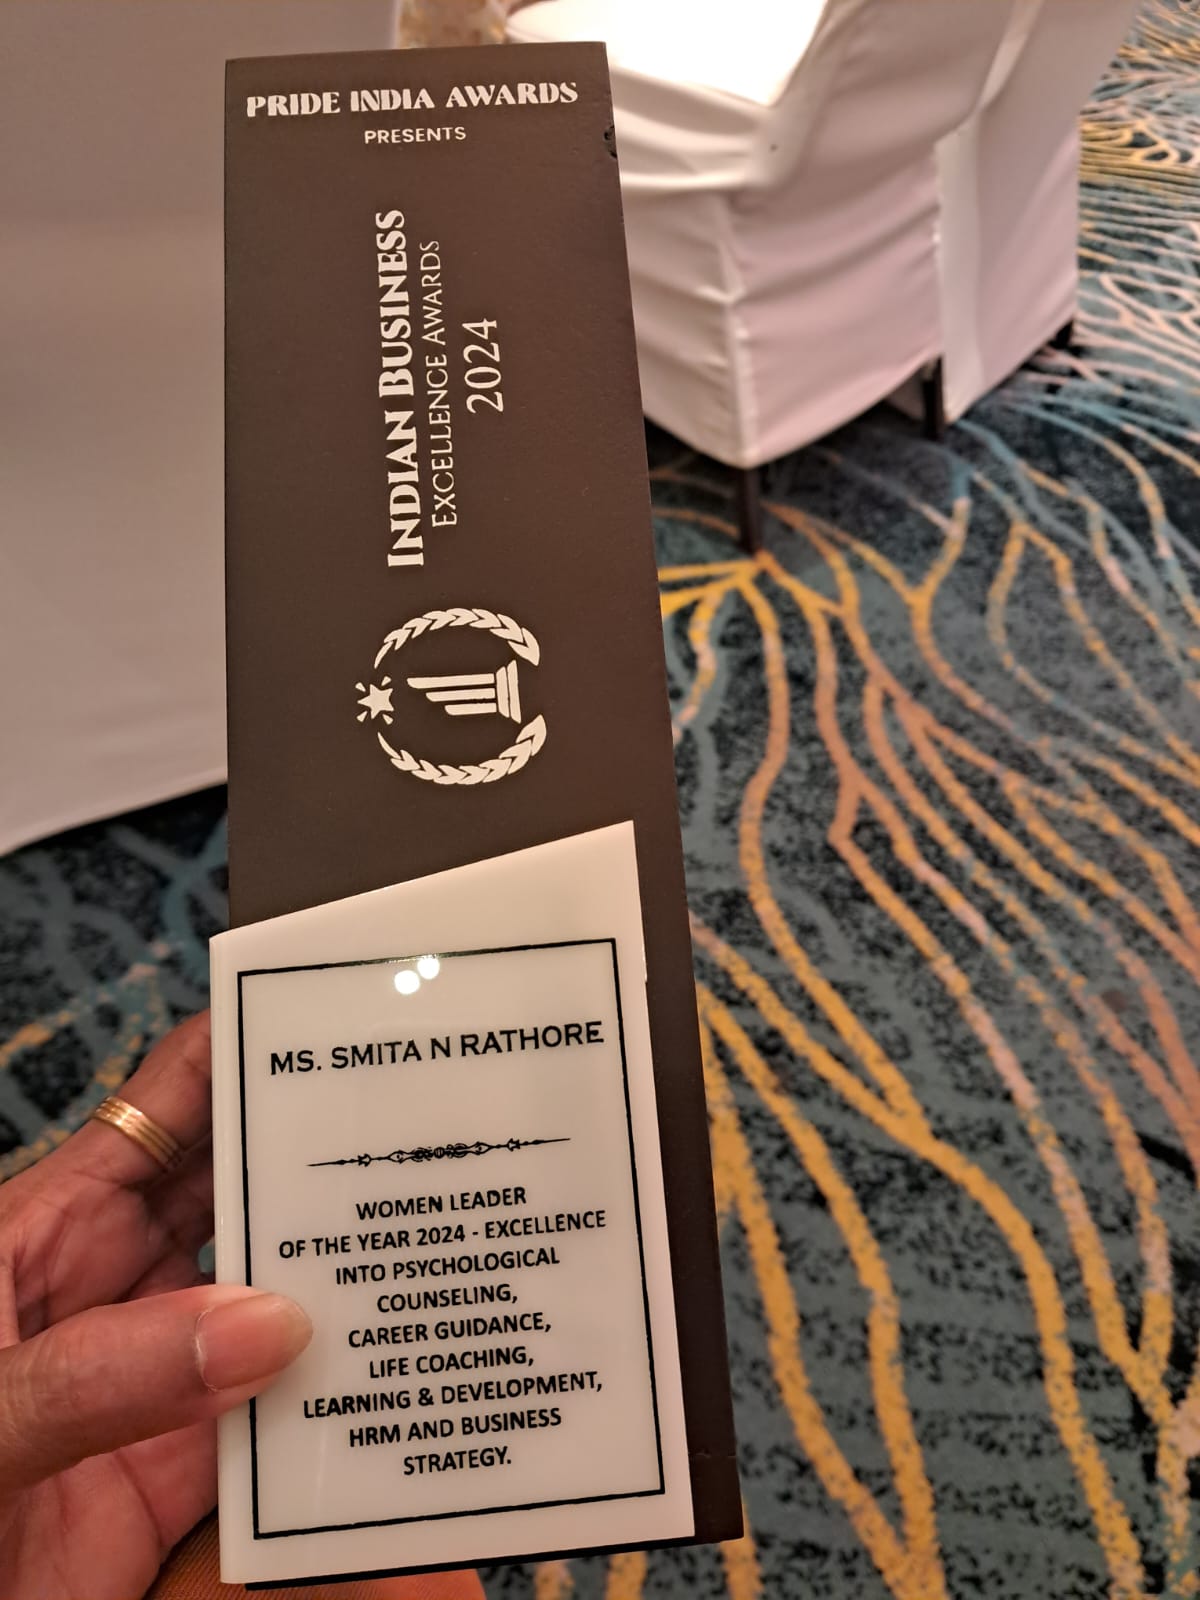 PRIDE INDIA AWARDS
PRESENTS
INDIAN BUSINESS
EXCELLENCE AWARDS
2024
MS. SMITA N RATHORE
WOMEN LEADER
OF THE YEAR 2024 - EXCELLENCE
INTO PSYCHOLOGICAL
COUNSELING,
CAREER GUIDANCE,
LIFE COACHING,
LEARNING & DEVELOPMENT,
HRM AND BUSINESS
STRATEGY.